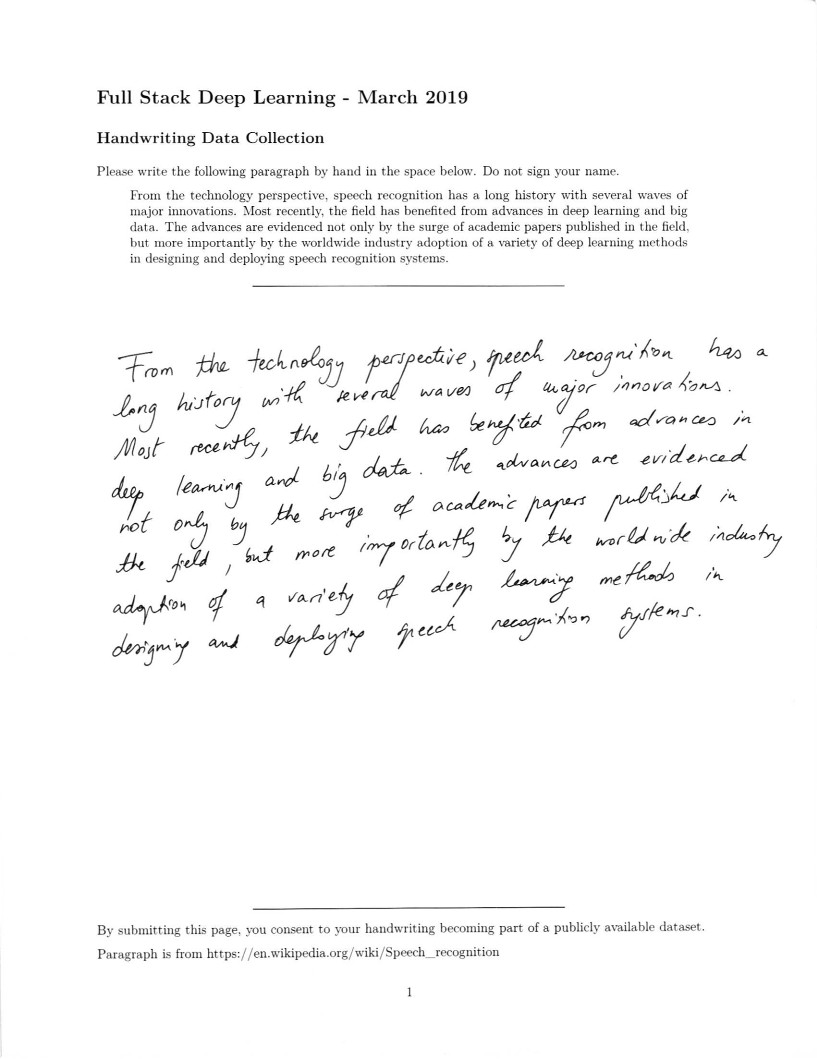 Full Stack Deep Learning - March 2019
Handwriting Data Collection
Please write the following paragraph by hand in the space below. Do not sign your name.
From the technology perspective, speech recognition has a long history with several waves of
major innovations. Most recently, the field has benefited from advances in deep learning and big
data. The advances are evidenced not only by the surge of academic papers published in the field,
but more importantly by the worldwide industry adoption of a variety of deep learning methods
in designing and deploying speech recognition systems.
From the technology perspective, speech recognition has a
long history with several waves of major innovations.
Most recently, the field has benefited from advances in
deep learning and big data. The advances are evidenced
not only by the surge of academic papers published in
the field, but more importantly by the worldwide industry
adoption of a variety of deep learning methods in
designing and deploying speech recognition systems.
By submitting this page, you consent to your handwriting becoming part of a publicly available dataset.
Paragraph is from https://en.wikipedia.org/wiki/Speech_recognition
1